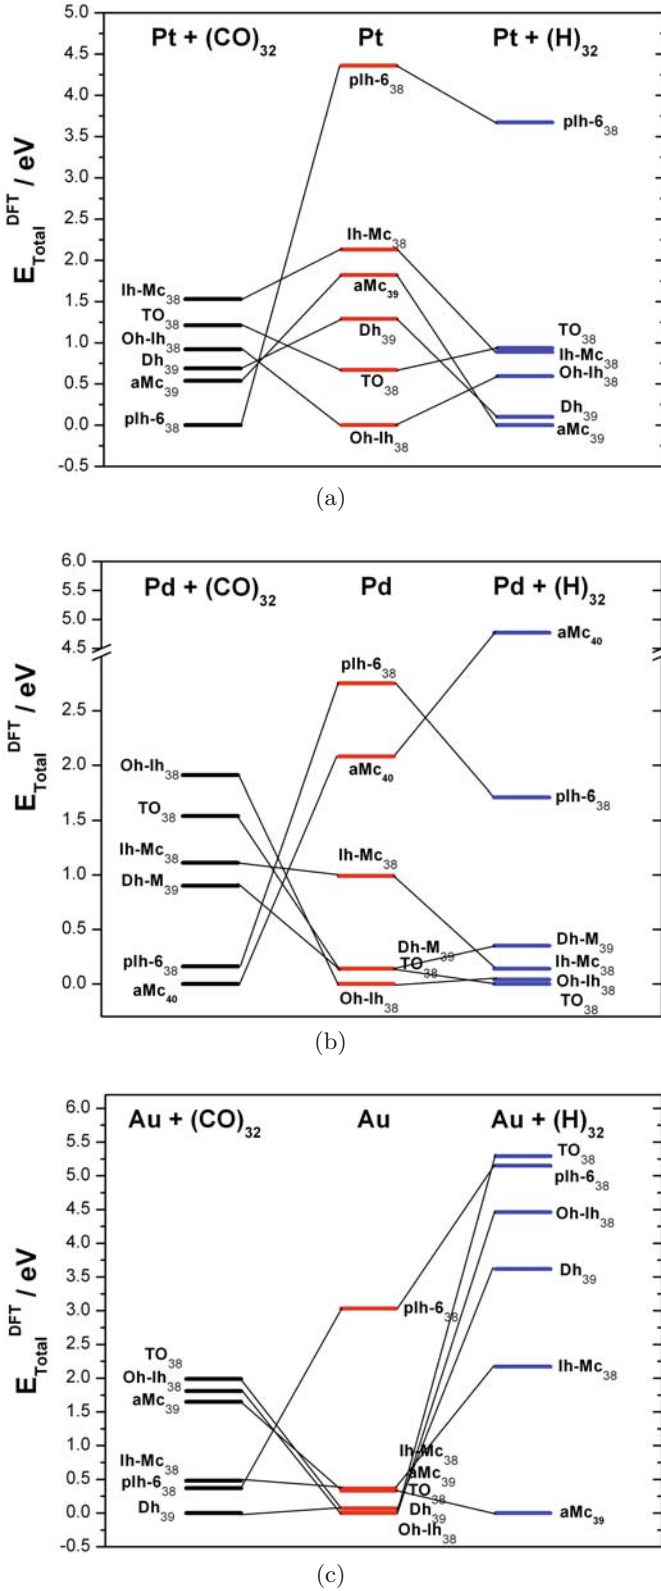 Pt + (CO)32 Pt Pt + (H)32
E Total DFT / eV
5.0
4.5
4.0
3.5
3.0
2.5
2.0
1.5
1.0
0.5
0.0
-0.5
Ih-Mc38
TO38
Oh-Ih38
Dh39
aMc39
pIh-638
pIh-638
Ih-Mc38
aMc39
Dh39
TO38
Oh-Ih38
pIh-638
TO38
Ih-Mc38
Oh-Ih38
Dh39
aMc39
(a)
Pd + (CO)32 Pd Pd + (H)32
E Total DFT / eV
6.0
5.5
5.0
4.5
2.5
2.0
1.5
1.0
0.5
0.0
Oh-Ih38
TO38
Ih-Mc38
Dh-M39
pIh-638
aMc40
pIh-638
aMc40
Ih-Mc38
Dh-M39
TO38
Oh-Ih38
aMc40
pIh-638
Dh-M39
Ih-Mc38
Oh-Ih38
TO38
(b)
Au + (CO)32 Au Au + (H)32
E Total DFT / eV
6.0
5.5
5.0
4.5
4.0
3.5
3.0
2.5
2.0
1.5
1.0
0.5
0.0
-0.5
TO38
Oh-Ih38
aMc39
Ih-Mc38
pIh-638
Dh39
pIh-638
Ih-Mc38
aMc39
TO38
Dh39
Oh-Ih38
TO38
pIh-638
Oh-Ih38
Dh39
Ih-Mc38
aMc39
(c)